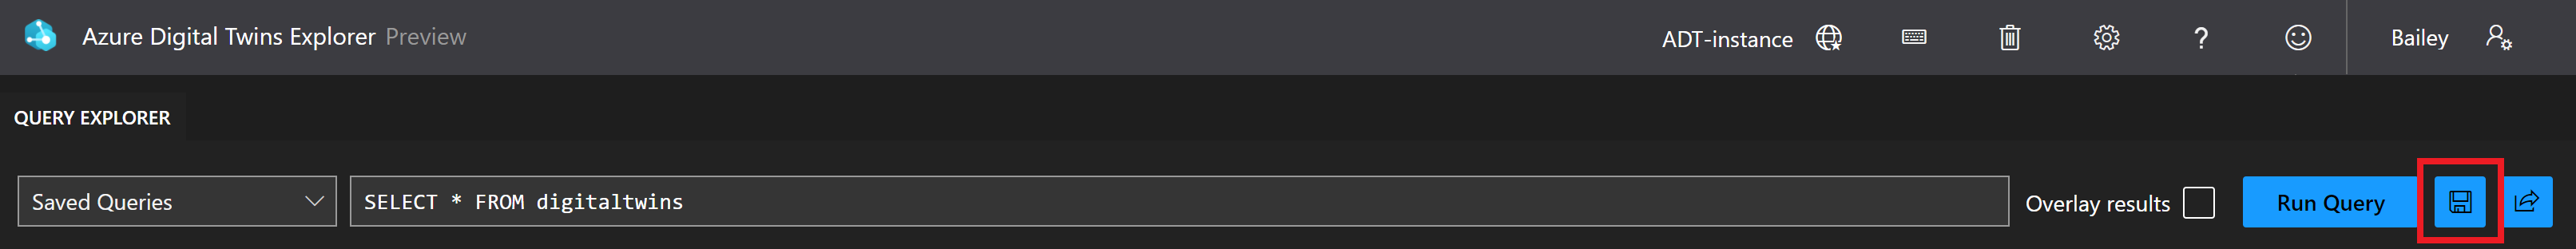 Azure Digital Twins Explorer Preview
ADT-instance
?
Bailey
QUERY EXPLORER
Saved Queries
SELECT * FROM digitaltwins
Overlay results
Run Query